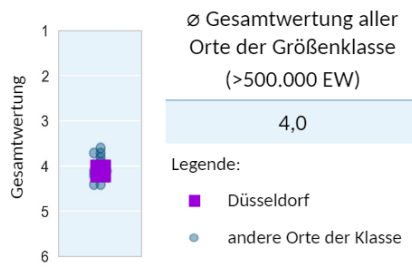 Gesamtwertung
1
2
3
4
5
6
⌀ Gesamtwertung aller
Orte der Größenklasse
(>500.000 EW)
4,0
Legende:
Düsseldorf
andere Orte der Klasse